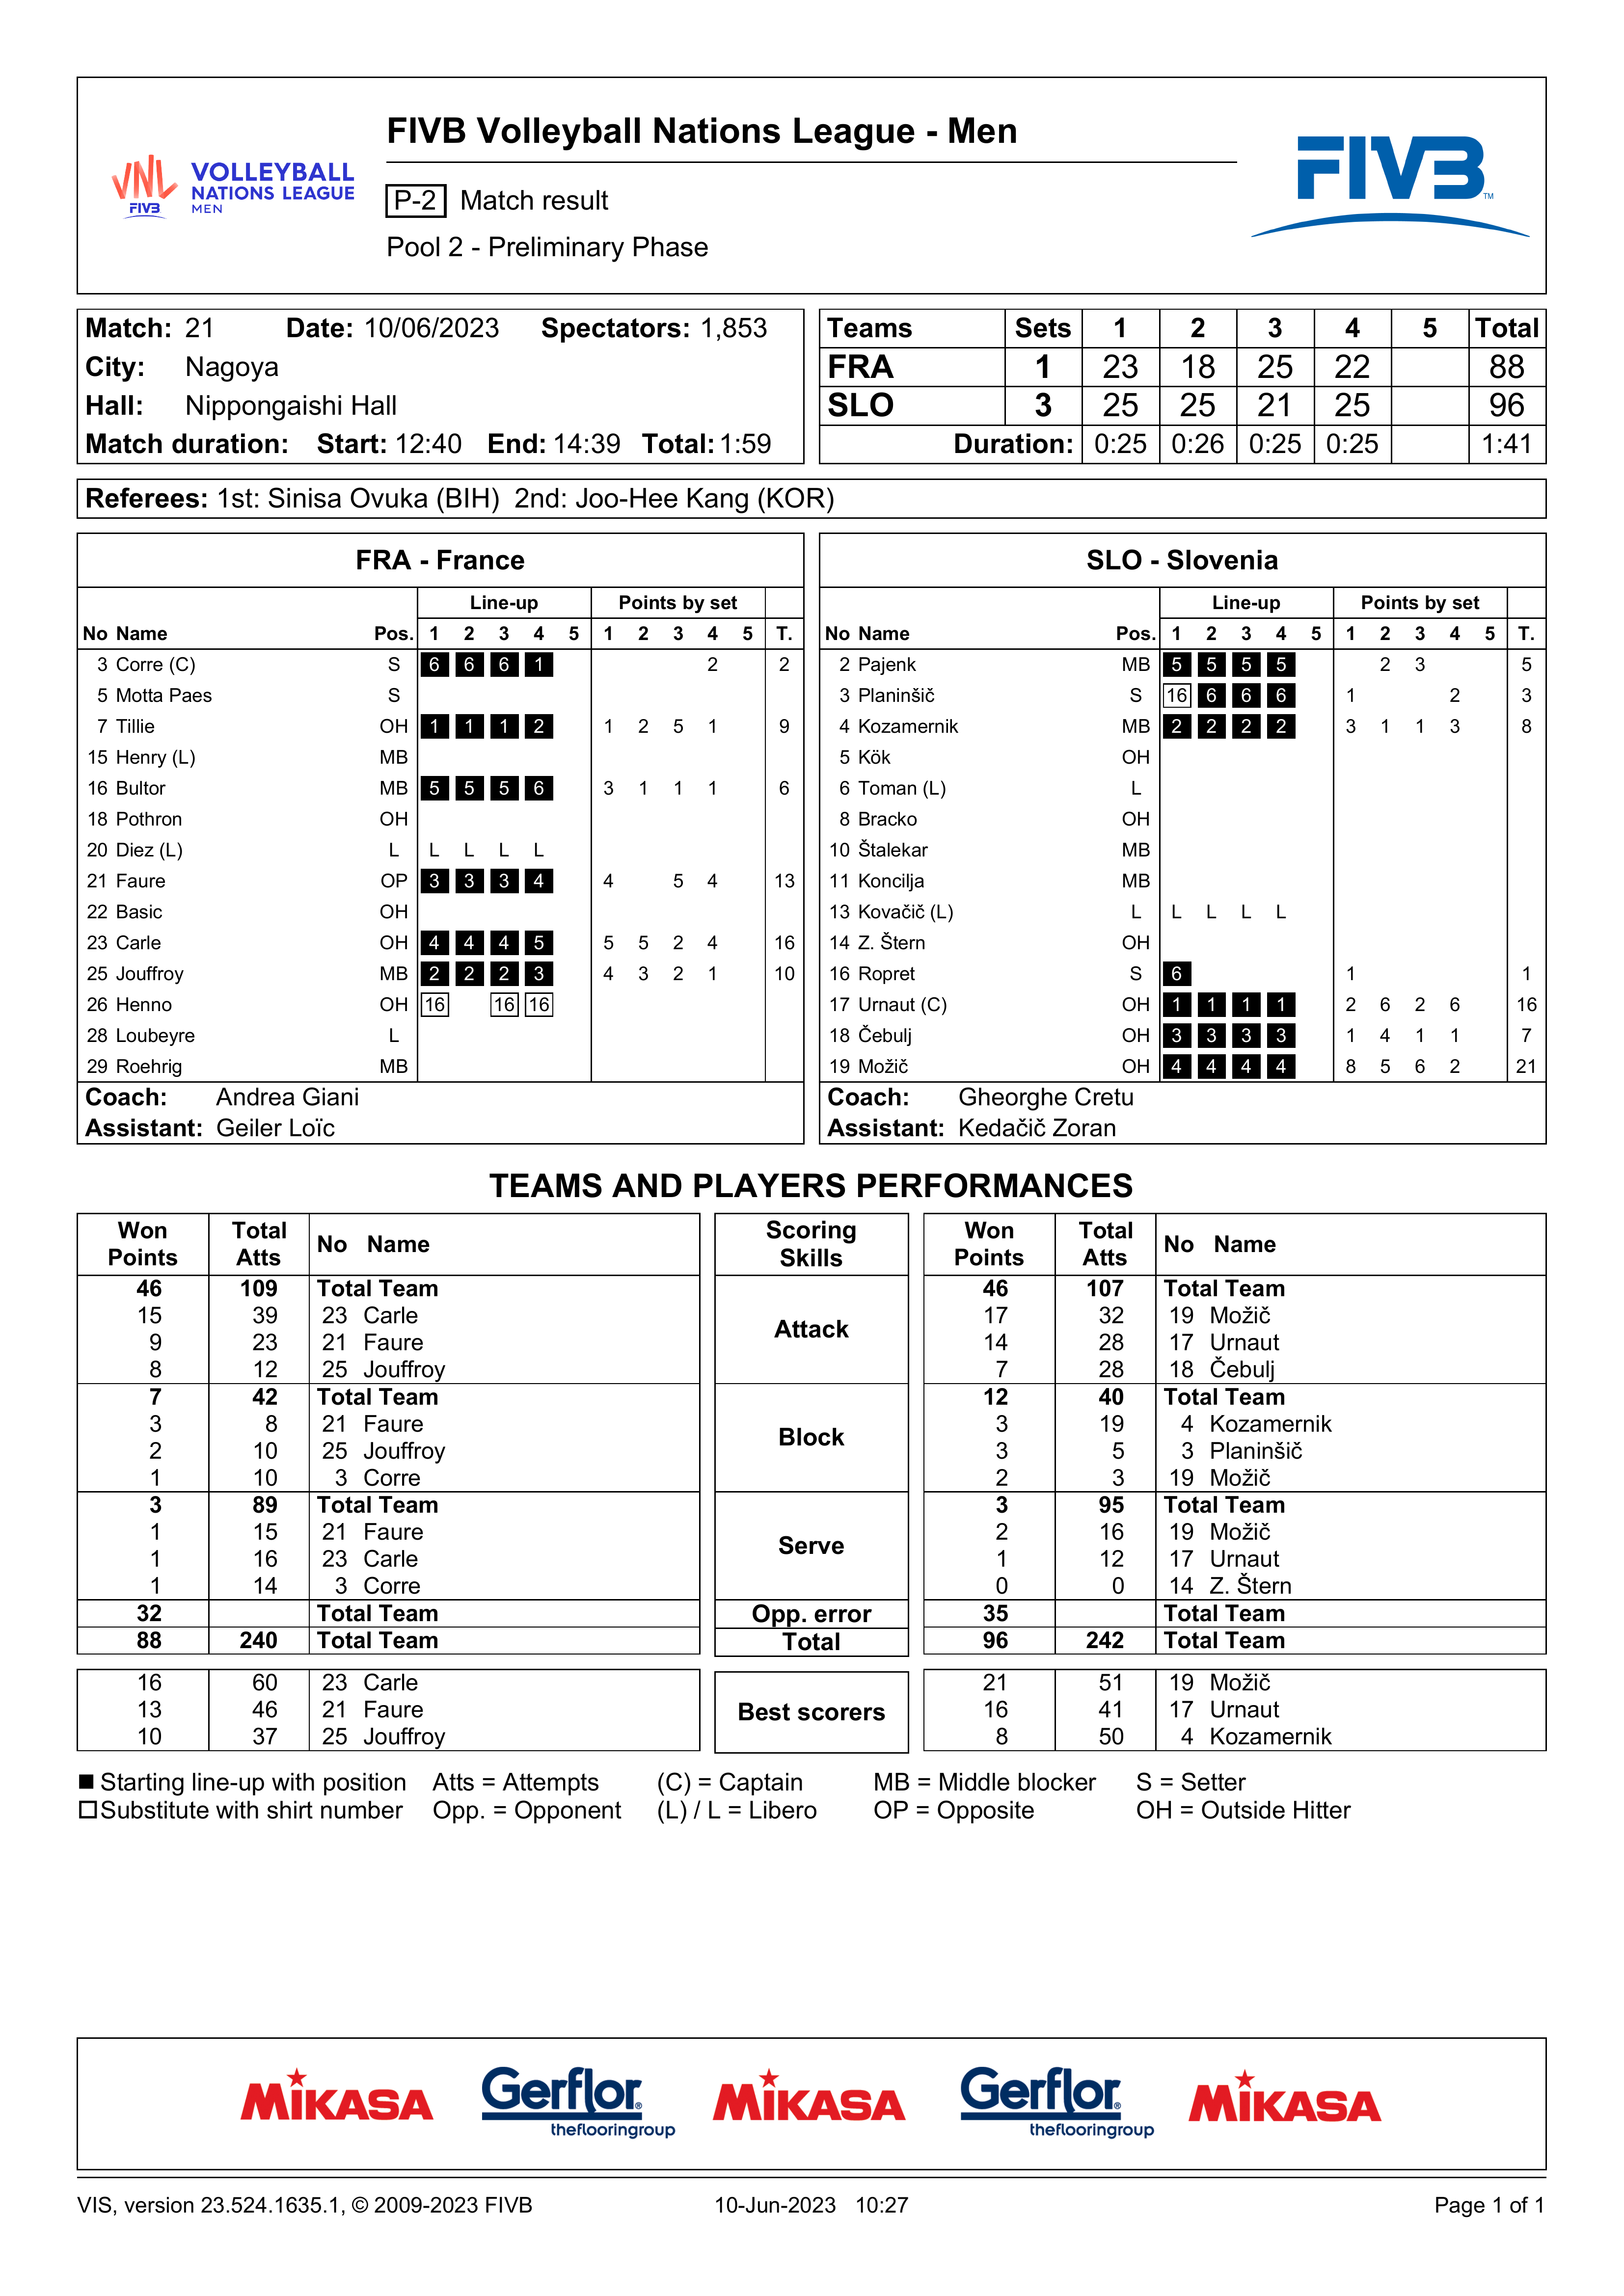 FIVB Volleyball Nations League - Men
VNL FIVB
VOLLEYBALL
NATIONS LEAGUE
MEN
P-2 Match result
Pool 2 - Preliminary Phase
FIVB TM
Match: 21 Date: 10/06/2023 Spectators: 1,853
City: Nagoya
Hall: Nippongaishi Hall
Match duration: Start: 12:40 End: 14:39 Total: 1:59
Teams Sets 1 2 3 4 5 Total
FRA 1 23 18 25 22 88
SLO 3 25 25 21 25 96
Duration: 0:25 0:26 0:25 0:25 1:41
Referees: 1st: Sinisa Ovuka (BIH) 2nd: Joo-Hee Kang (KOR)
FRA - France
Line-up Points by set
No Name Pos. 1 2 3 4 5 1 2 3 4 5 T.
3 Corre (C) S 6 6 6 1 2 2
5 Motta Paes S
7 Tillie OH 1 1 1 2 1 2 5 1 9
15 Henry (L) MB
16 Bultor MB 5 5 5 6 3 1 1 1 6
18 Pothron OH
20 Diez (L) L L L L L
21 Faure OP 3 3 3 4 4 5 4 13
22 Basic OH
23 Carle OH 4 4 4 5 5 5 2 4 16
25 Jouffroy MB 2 2 2 3 4 3 2 1 10
26 Henno OH 16 16 16
28 Loubeyre L
29 Roehrig MB
Coach: Andrea Giani
Assistant: Geiler Loïc
SLO - Slovenia
Line-up Points by set
No Name Pos. 1 2 3 4 5 1 2 3 4 5 T.
2 Pajenk MB 5 5 5 5 2 3 5
3 Planinšič S 16 6 6 6 1 2 3
4 Kozamernik MB 2 2 2 2 3 1 1 3 8
5 Kök OH
6 Toman (L) L
8 Bracko OH
10 Štalekar MB
11 Koncilja MB
13 Kovačič (L) L L L L L
14 Z. Štern OH
16 Ropret S 6 1 1
17 Urnaut (C) OH 1 1 1 1 2 6 2 6 16
18 Čebulj OH 3 3 3 3 1 4 1 1 7
19 Možič OH 4 4 4 4 8 5 6 2 21
Coach: Gheorghe Cretu
Assistant: Kedačič Zoran
TEAMS AND PLAYERS PERFORMANCES
Won Points Total Atts No Name Scoring Skills Won Points Total Atts No Name
46 109 Total Team Attack 46 107 Total Team
15 39 23 Carle 17 32 19 Možič
9 23 21 Faure 14 28 17 Urnaut
8 12 25 Jouffroy 7 28 18 Čebulj
7 42 Total Team Block 12 40 Total Team
3 8 21 Faure 3 19 4 Kozamernik
2 10 25 Jouffroy 3 5 3 Planinšič
1 10 3 Corre 2 3 19 Možič
3 89 Total Team Serve 3 95 Total Team
1 15 21 Faure 2 16 19 Možič
1 16 23 Carle 1 12 17 Urnaut
1 14 3 Corre 0 0 14 Z. Štern
32 Total Team Opp. error 35 Total Team
88 240 Total Team Total 96 242 Total Team
16 60 23 Carle Best scorers 21 51 19 Možič
13 46 21 Faure 16 41 17 Urnaut
10 37 25 Jouffroy 8 50 4 Kozamernik
Starting line-up with position Atts = Attempts (C) = Captain MB = Middle blocker S = Setter
Substitute with shirt number Opp. = Opponent (L) / L = Libero OP = Opposite OH = Outside Hitter
MIKASA Gerflor® theflooringgroup MIKASA Gerflor® theflooringgroup MIKASA
VIS, version 23.524.1635.1, © 2009-2023 FIVB 10-Jun-2023 10:27 Page 1 of 1